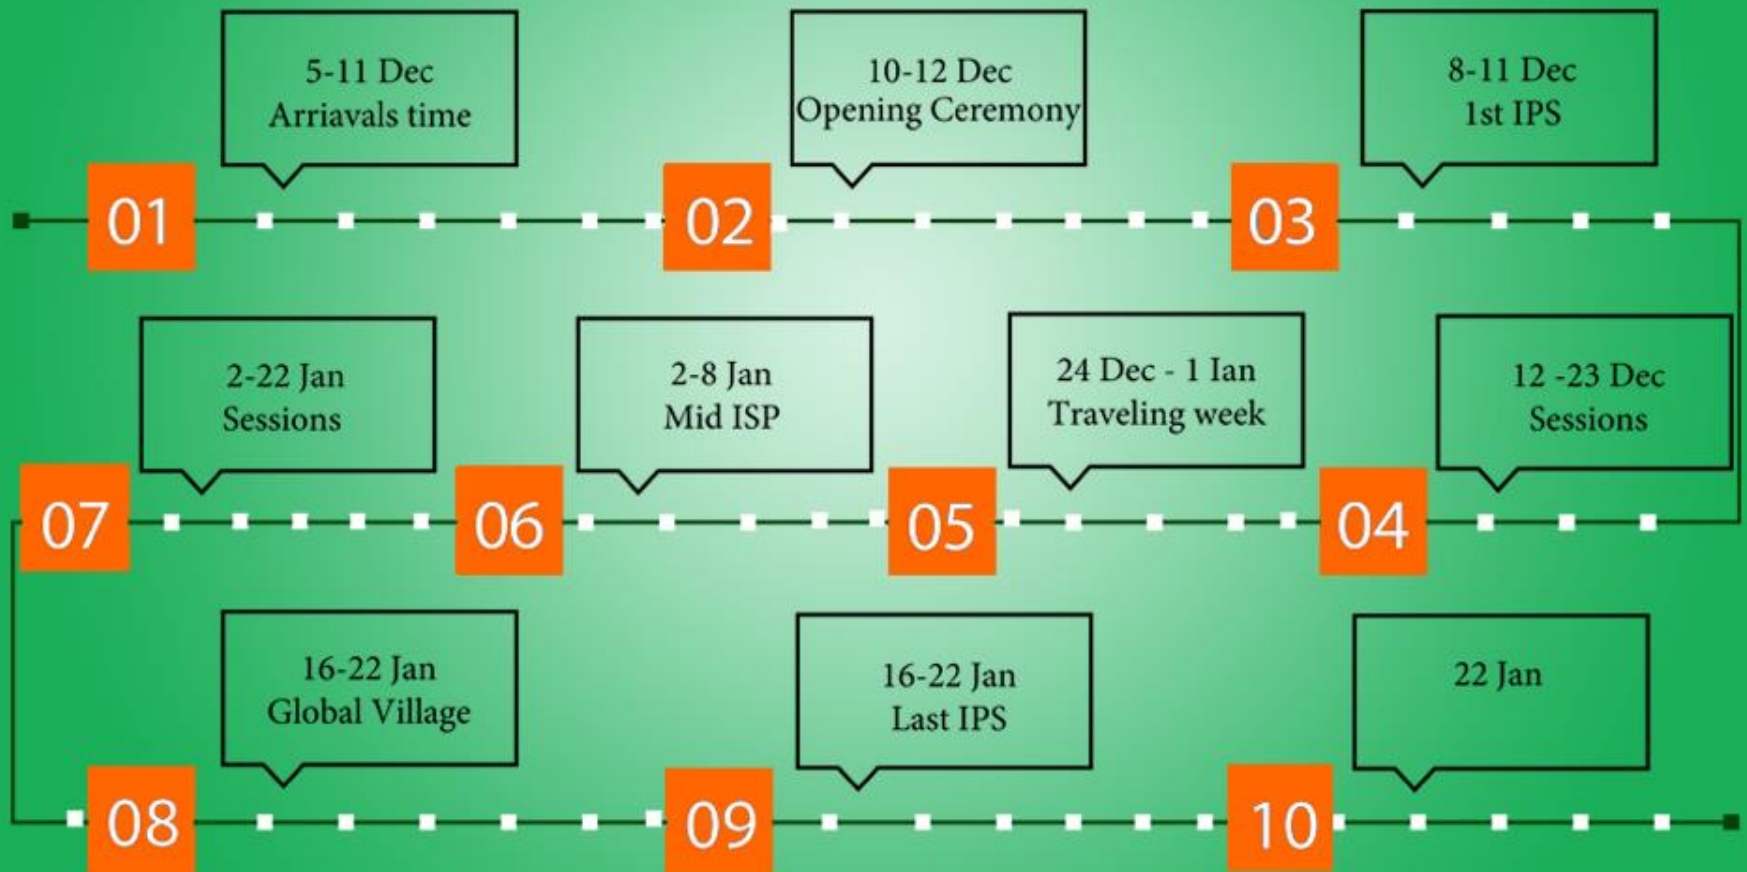 5-11 Dec
Arriavals time
01
10-12 Dec
Opening Ceremony
02
8-11 Dec
1st IPS
03
12 -23 Dec
Sessions
04
24 Dec - 1 Ian
Traveling week
05
2-8 Jan
Mid ISP
06
2-22 Jan
Sessions
07
16-22 Jan
Global Village
08
16-22 Jan
Last IPS
09
22 Jan
10